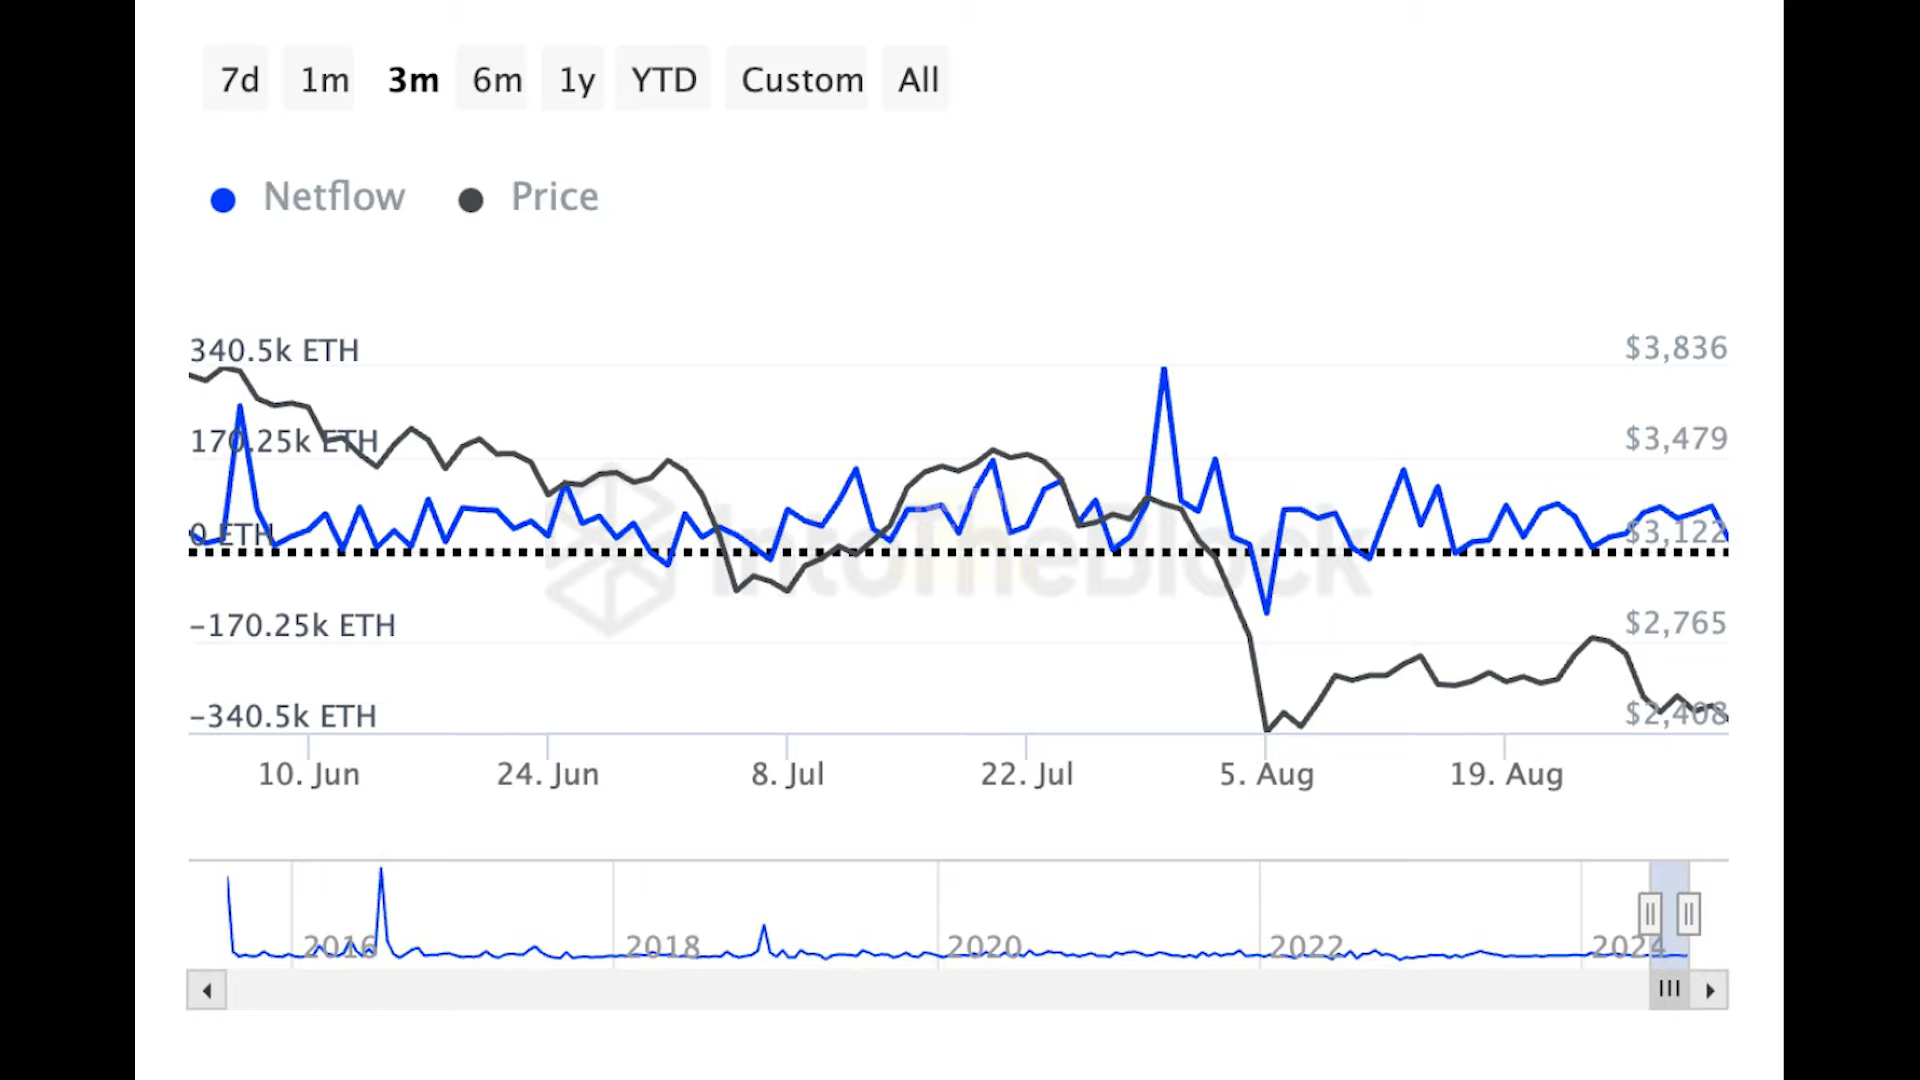 7d 1m 3m 6m 1y YTD Custom All
Netflow Price
340.5k ETH $3,836
170.25k ETH $3,479
0 ETH $3,122
IntoTheBlock
−170.25k ETH $2,765
−340.5k ETH $2,408
10. Jun 24. Jun 8. Jul 22. Jul 5. Aug 19. Aug
2016 2018 2020 2022 2024